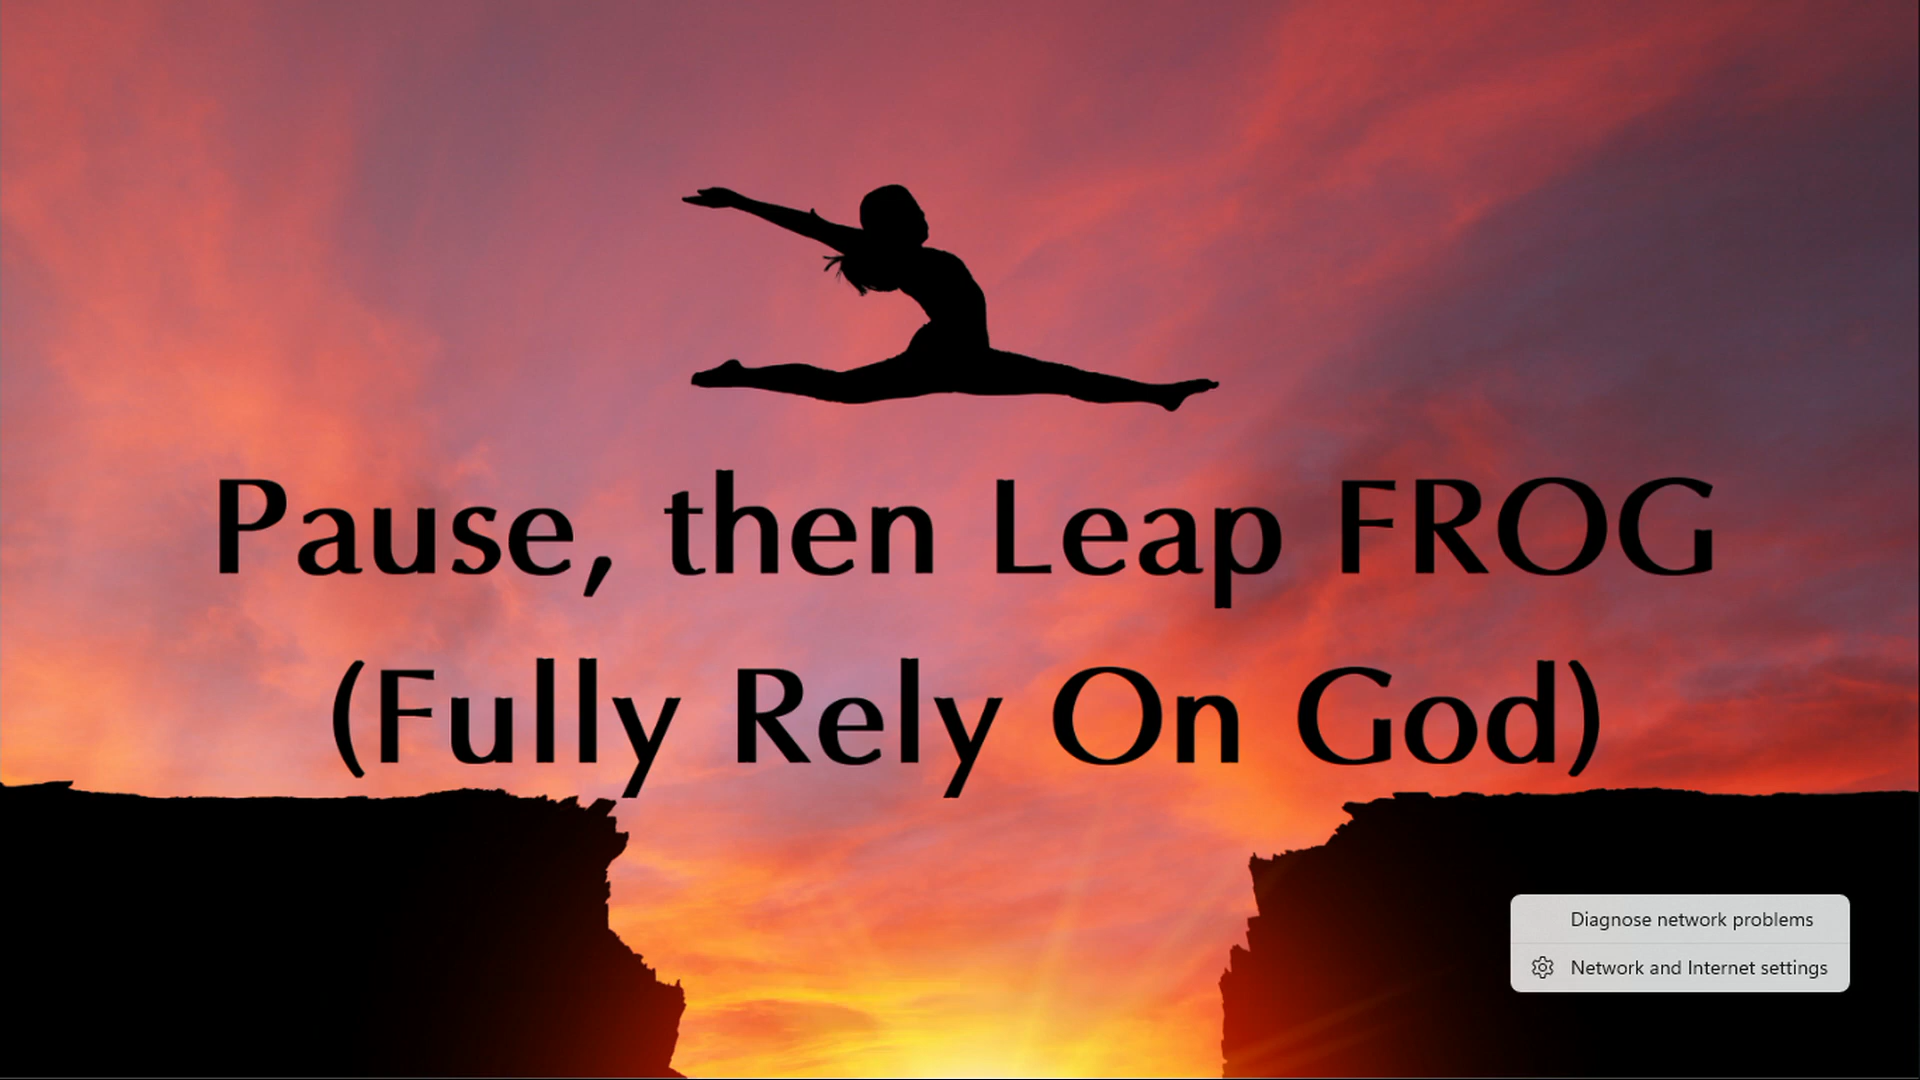 Pause, then Leap FROG
(Fully Rely On God)
Diagnose network problems
Network and Internet settings